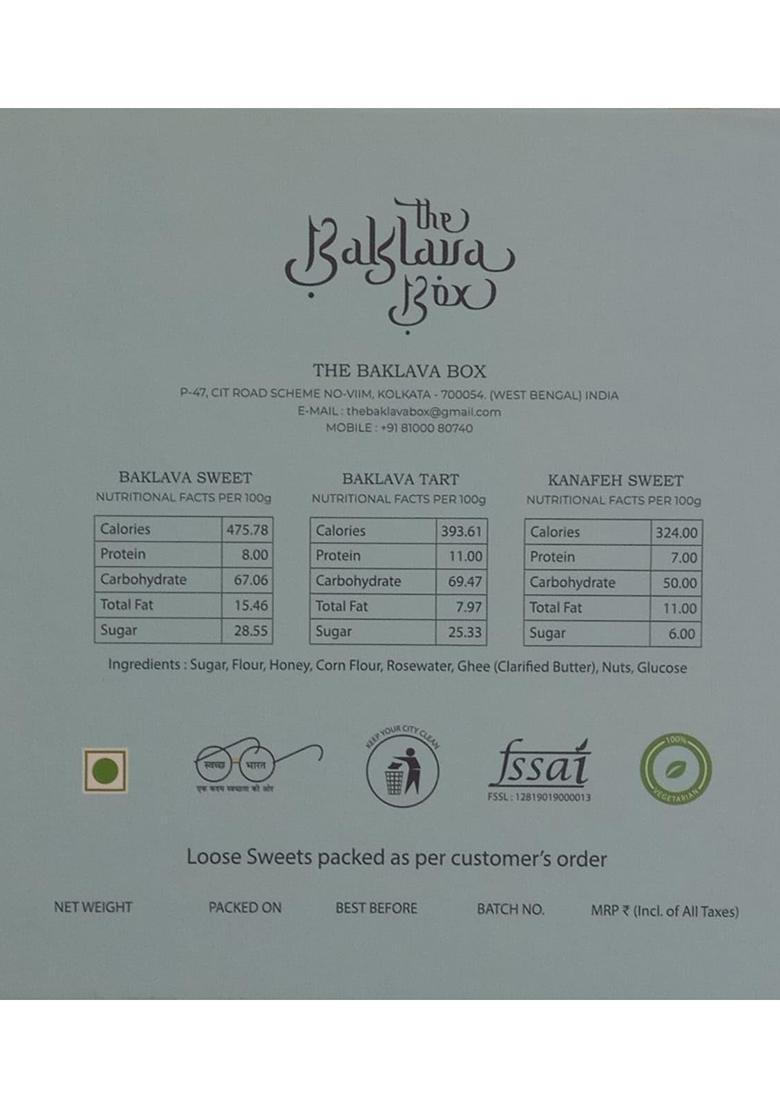 the
Baklava
Box
THE BAKLAVA BOX
P-47, CIT ROAD SCHEME NO-VIIM, KOLKATA - 700054. (WEST BENGAL) INDIA
E-MAIL : thebaklavabox@gmail.com
MOBILE : +91 81000 80740
BAKLAVA SWEET
NUTRITIONAL FACTS PER 100g
Calories 475.78
Protein 8.00
Carbohydrate 67.06
Total Fat 15.46
Sugar 28.55
BAKLAVA TART
NUTRITIONAL FACTS PER 100g
Calories 393.61
Protein 11.00
Carbohydrate 69.47
Total Fat 7.97
Sugar 25.33
KANAFEH SWEET
NUTRITIONAL FACTS PER 100g
Calories 324.00
Protein 7.00
Carbohydrate 50.00
Total Fat 11.00
Sugar 6.00
Ingredients : Sugar, Flour, Honey, Corn Flour, Rosewater, Ghee (Clarified Butter), Nuts, Glucose
स्वच्छ भारत
एक कदम स्वच्छता की ओर
KEEP YOUR CITY CLEAN
fssai
FSSL : 12819019000013
100%
VEGETARIAN
Loose Sweets packed as per customer's order
NET WEIGHT PACKED ON BEST BEFORE BATCH NO. MRP ₹ (Incl. of All Taxes)